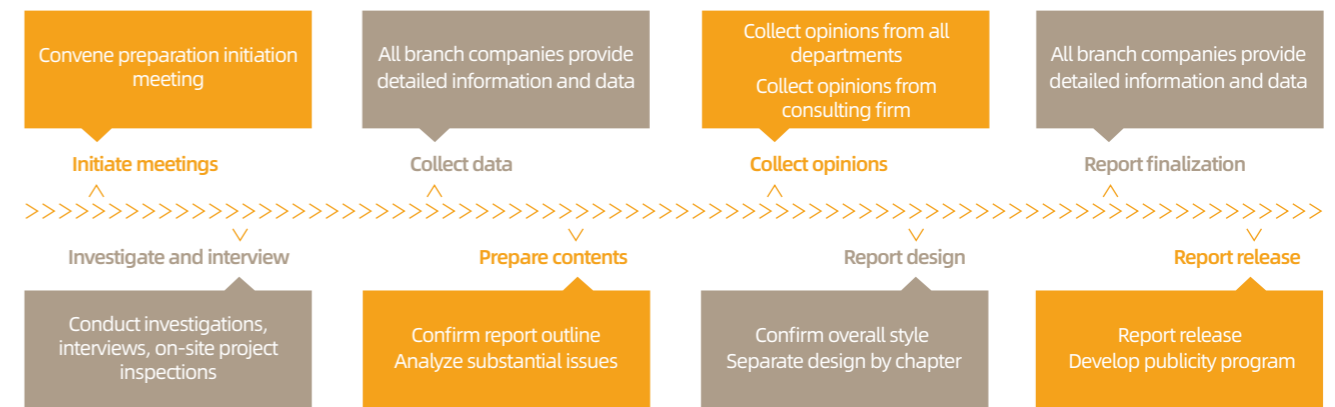 Convene preparation initiation
meeting
All branch companies provide
detailed information and data
Collect opinions from all
departments
Collect opinions from
consulting firm
All branch companies provide
detailed information and data
Initiate meetings
Collect data
Collect opinions
Report finalization
Investigate and interview
Prepare contents
Report design
Report release
Conduct investigations,
interviews, on-site project
inspections
Confirm report outline
Analyze substantial issues
Confirm overall style
Separate design by chapter
Report release
Develop publicity program